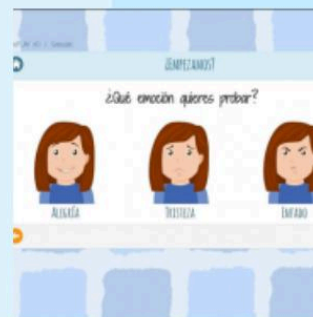 ¿EMPEZAMOS?
¿Qué emoción quieres probar?
ALEGRÍA
TRISTEZA
ENFADO